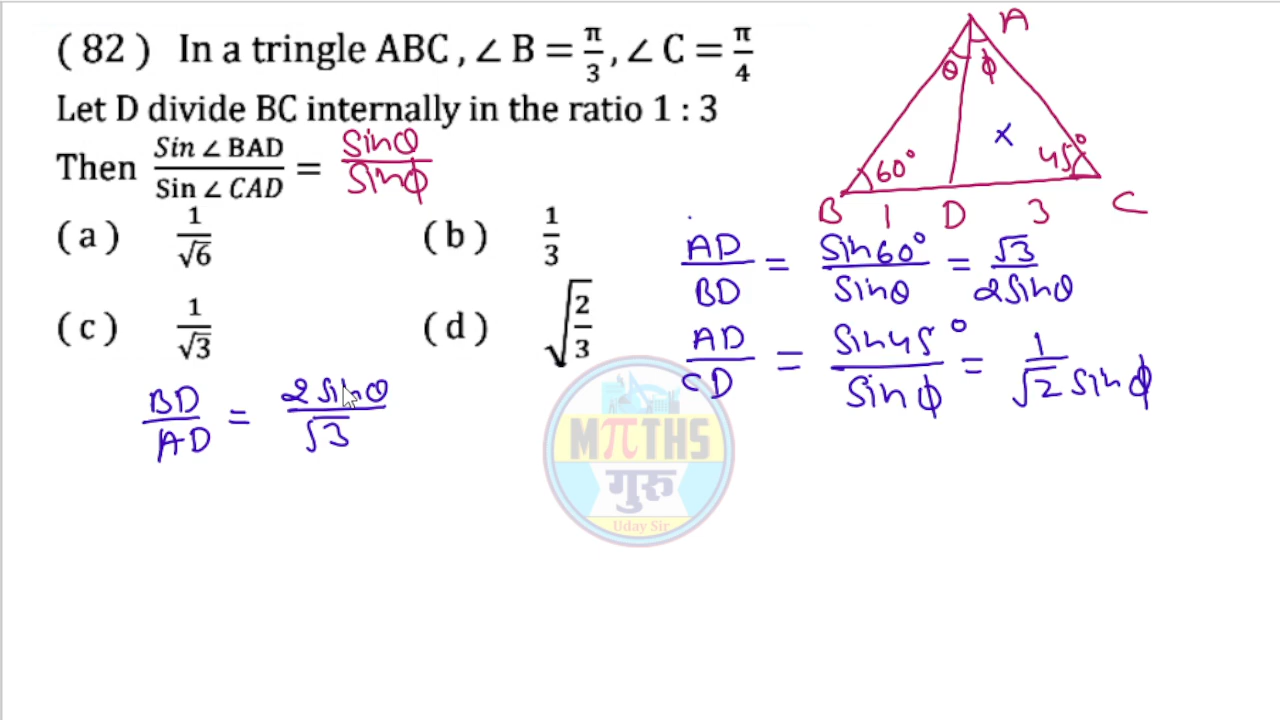 ( 82 ) In a tringle ABC , ∠ B = π/3 , ∠ C = π/4
Let D divide BC internally in the ratio 1 : 3
Then Sin ∠ BAD / Sin ∠ CAD = sinθ / sinϕ
( a ) 1/√6 ( b ) 1/3
( c ) 1/√3 ( d ) √(2/3)
A
θ ϕ
x
60° 45°
B 1 D 3 C
AD/BD = sin60°/sinθ = √3/2sinθ
AD/CD = sin45°/sinϕ = 1/√2 sinϕ
BD/AD = 2sinθ/√3
MπTHS
गुरु
Uday Sir